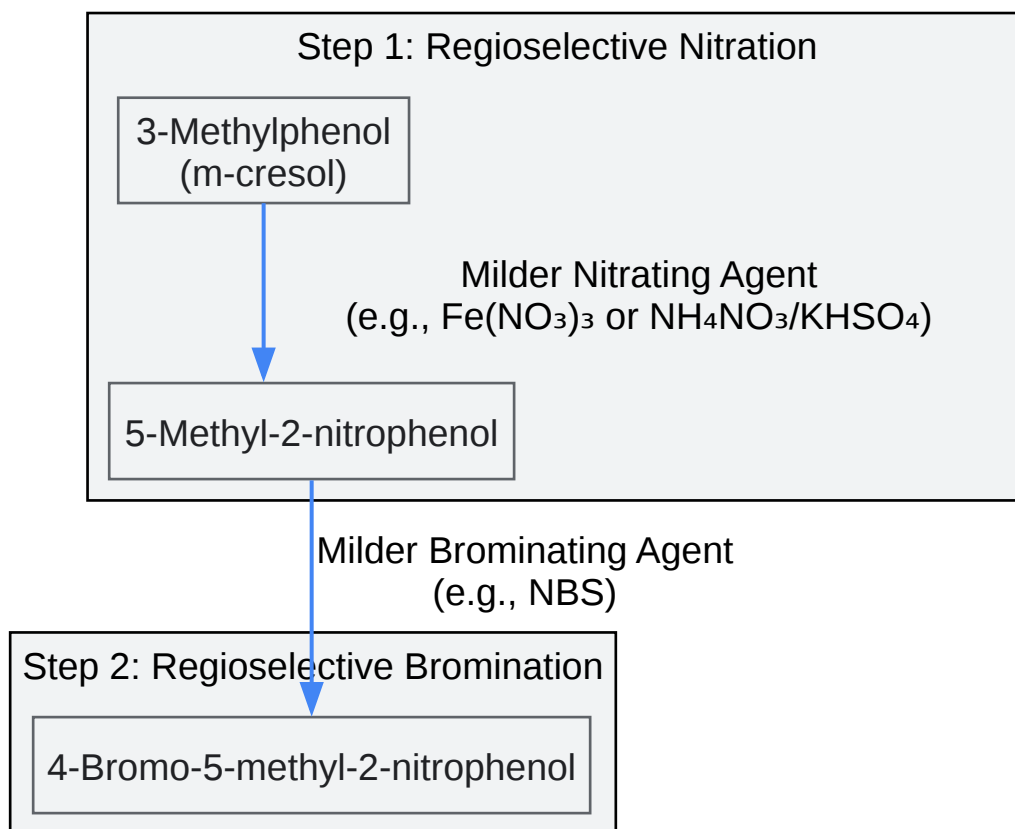 Step 1: Regioselective Nitration
3-Methylphenol
(m-cresol)
Milder Nitrating Agent
(e.g., Fe(NO₃)₃ or NH₄NO₃/KHSO₄)
5-Methyl-2-nitrophenol
Milder Brominating Agent
(e.g., NBS)
Step 2: Regioselective Bromination
4-Bromo-5-methyl-2-nitrophenol